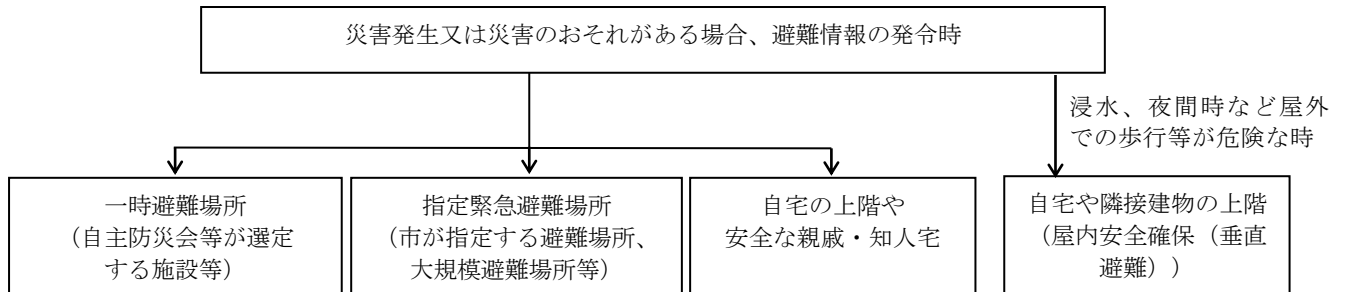 災害発生又は災害のおそれがある場合、避難情報の発令時
浸水、夜間時など屋外
での歩行等が危険な時
一時避難場所
(自主防災会等が選定
する施設等)
指定緊急避難場所
(市が指定する避難場所、
大規模避難場所等)
自宅の上階や
安全な親戚・知人宅
自宅や隣接建物の上階
(屋内安全確保(垂直
避難))